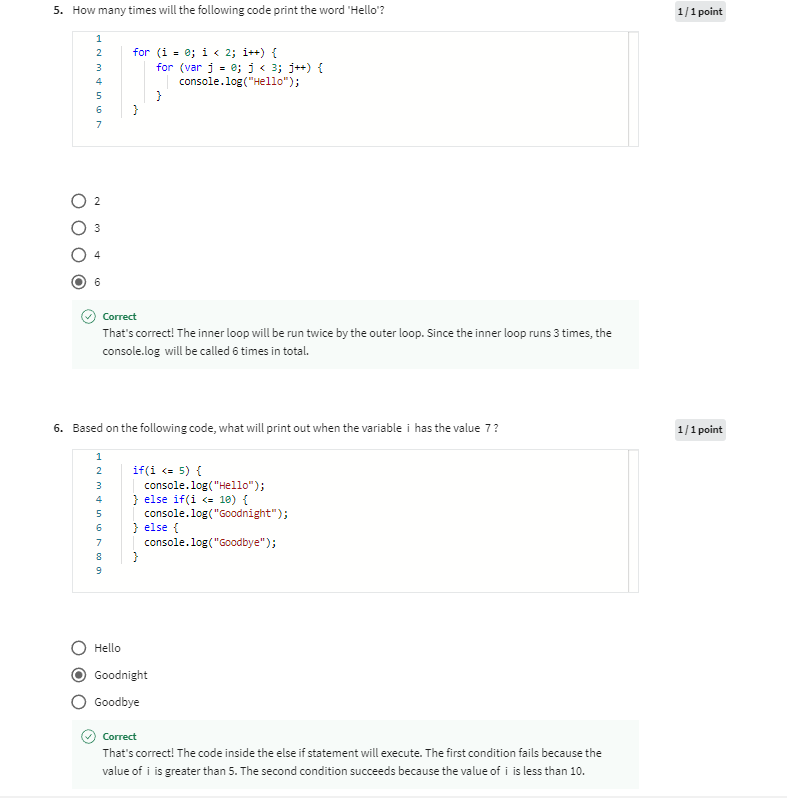 5. How many times will the following code print the word 'Hello'?
1 / 1 point
1
2 for (i = 0; i < 2; i++) {
3 for (var j = 0; j < 3; j++) {
4 console.log("Hello");
5 }
6 }
7
2
3
4
6
Correct
That's correct! The inner loop will be run twice by the outer loop. Since the inner loop runs 3 times, the
console.log will be called 6 times in total.
6. Based on the following code, what will print out when the variable i has the value 7 ?
1 / 1 point
1
2 if(i <= 5) {
3 console.log("Hello");
4 } else if(i <= 10) {
5 console.log("Goodnight");
6 } else {
7 console.log("Goodbye");
8 }
9
Hello
Goodnight
Goodbye
Correct
That's correct! The code inside the else if statement will execute. The first condition fails because the
value of i is greater than 5. The second condition succeeds because the value of i is less than 10.